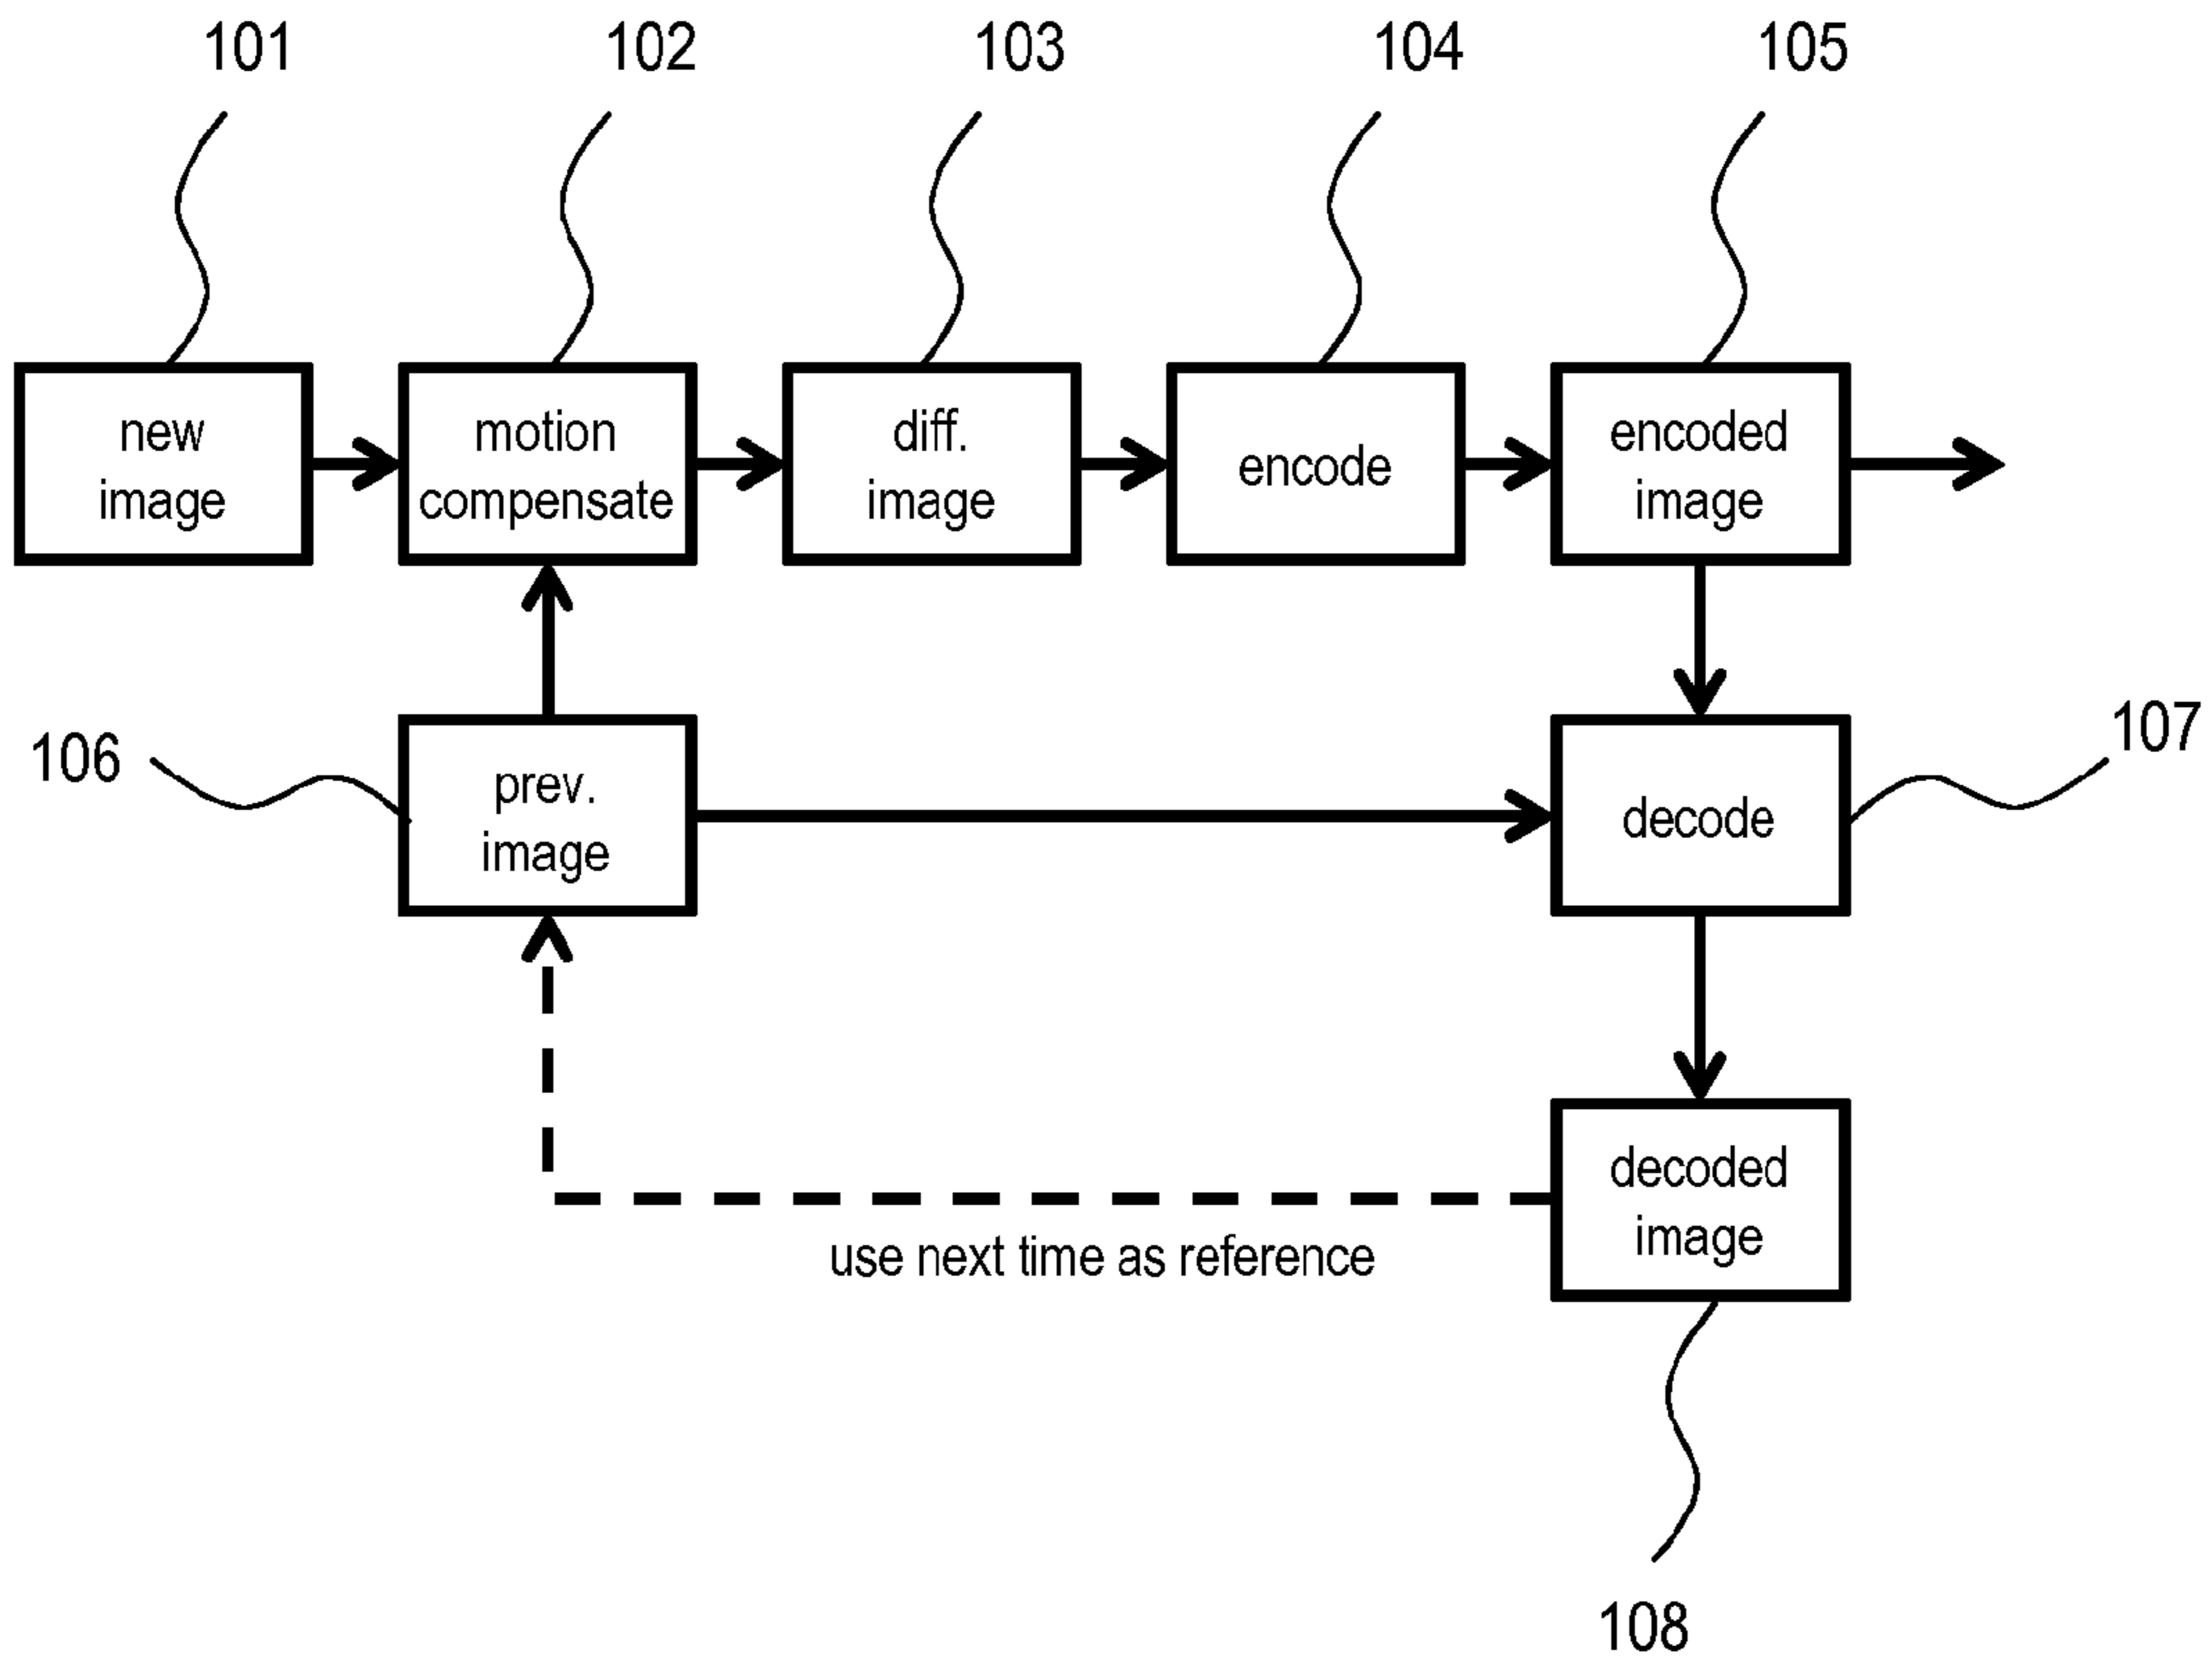 101
102
103
104
105
new
image
motion
compensate
diff.
image
encode
encoded
image
106
prev.
image
decode
107
decoded
image
use next time as reference
108